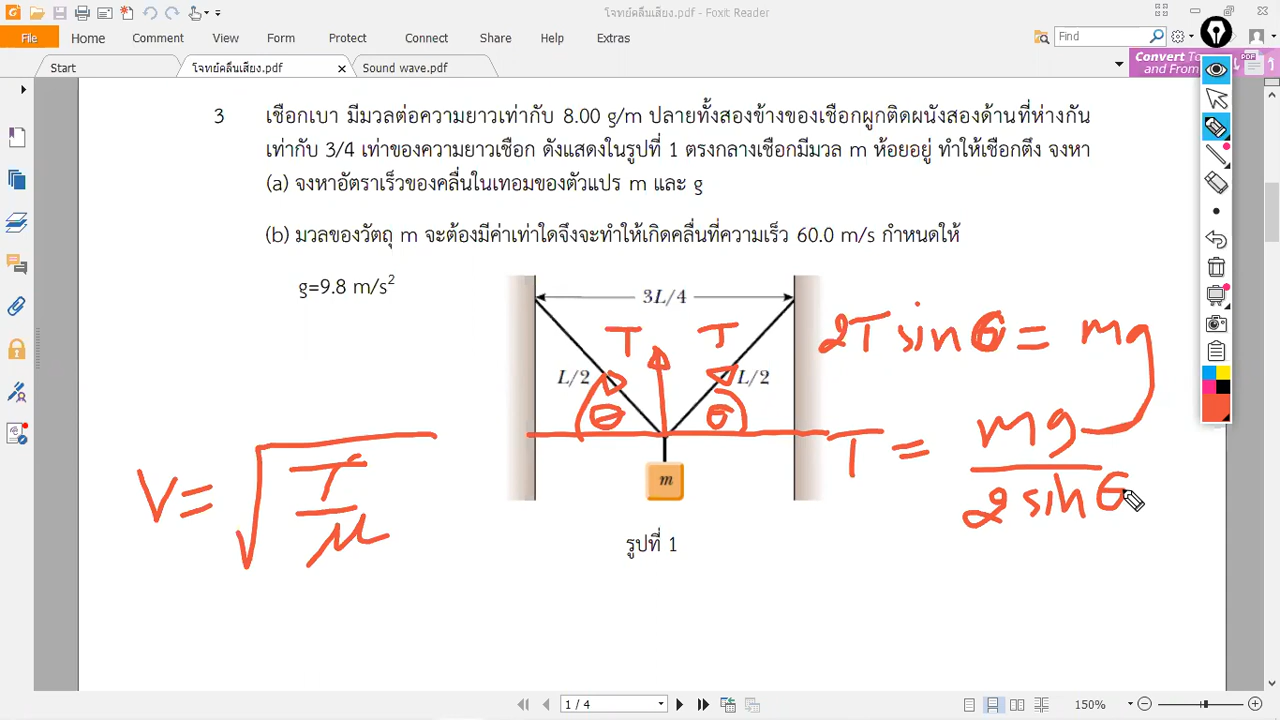 โจทย์คลื่นเสียง.pdf - Foxit Reader
File Home Comment View Form Protect Connect Share Help Extras Find
Start โจทย์คลื่นเสียง.pdf Sound wave.pdf Convert To and From PDF
3 เชือกเบา มีมวลต่อความยาวเท่ากับ 8.00 g/m ปลายทั้งสองข้างของเชือกผูกติดผนังสองด้านที่ห่างกัน
เท่ากับ 3/4 เท่าของความยาวเชือก ดังแสดงในรูปที่ 1 ตรงกลางเชือกมีมวล m ห้อยอยู่ ทำให้เชือกตึง จงหา
(a) จงหาอัตราเร็วของคลื่นในเทอมของตัวแปร m และ g
(b) มวลของวัตถุ m จะต้องมีค่าเท่าใดจึงจะทำให้เกิดคลื่นที่ความเร็ว 60.0 m/s กำหนดให้
g=9.8 m/s²
3L/4
T T
2T sin θ = mg
L/2 L/2
θ θ
T = mg / 2 sin θ
V = √(T/μ)
m
รูปที่ 1
1 / 4 150%